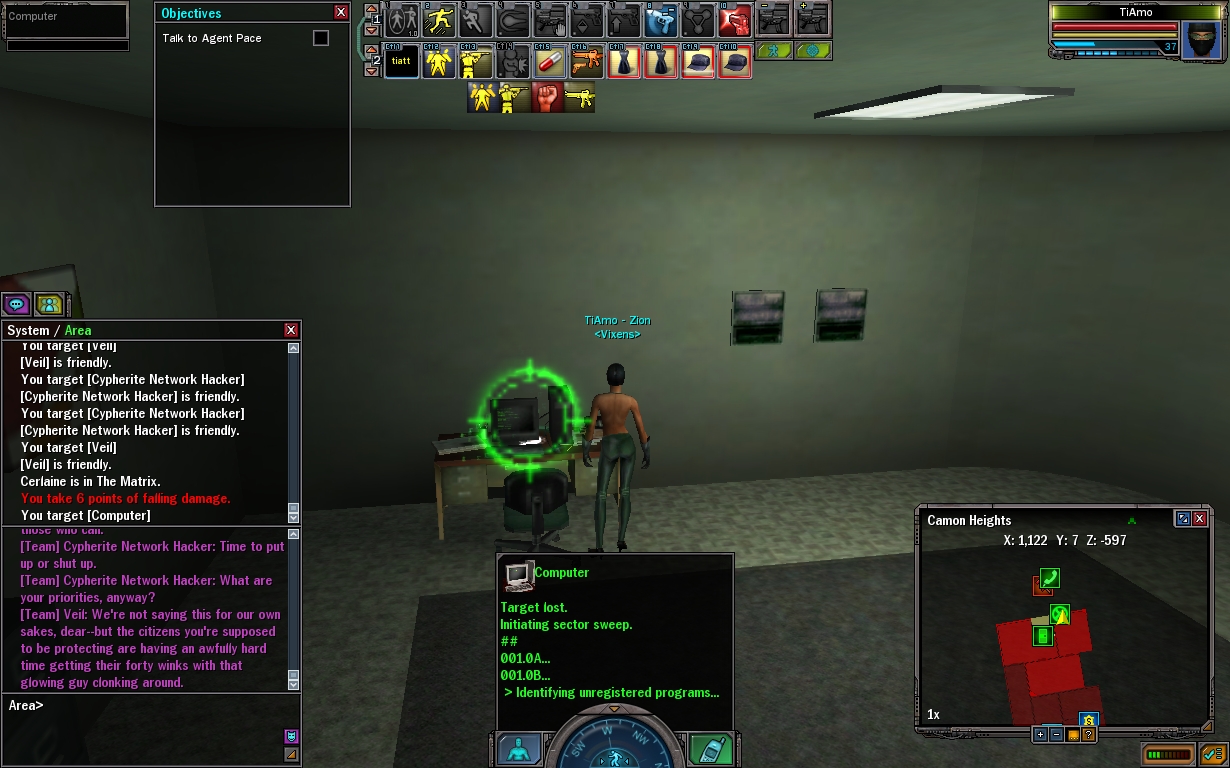 Computer
Objectives
Talk to Agent Pace
1
2
1.0
Ctrl1
tiatt
TiAmo
37
TiAmo - Zion
<Vixens>
System / Area
You target [Veil]
[Veil] is friendly.
You target [Cypherite Network Hacker]
[Cypherite Network Hacker] is friendly.
You target [Cypherite Network Hacker]
[Cypherite Network Hacker] is friendly.
You target [Veil]
[Veil] is friendly.
Cerlaine is in The Matrix.
You take 6 points of falling damage.
You target [Computer]
those who can.
[Team] Cypherite Network Hacker: Time to put
up or shut up.
[Team] Cypherite Network Hacker: What are
your priorities, anyway?
[Team] Veil: We're not saying this for our own
sakes, dear--but the citizens you're supposed
to be protecting are having an awfully hard
time getting their forty winks with that
glowing guy clonking around.
Area>
Computer
Target lost.
Initiating sector sweep.
##
001.0A...
001.0B...
> Identifying unregistered programs...
SW W NW
Camon Heights
X: 1,122 Y: 7 Z: -597
1x